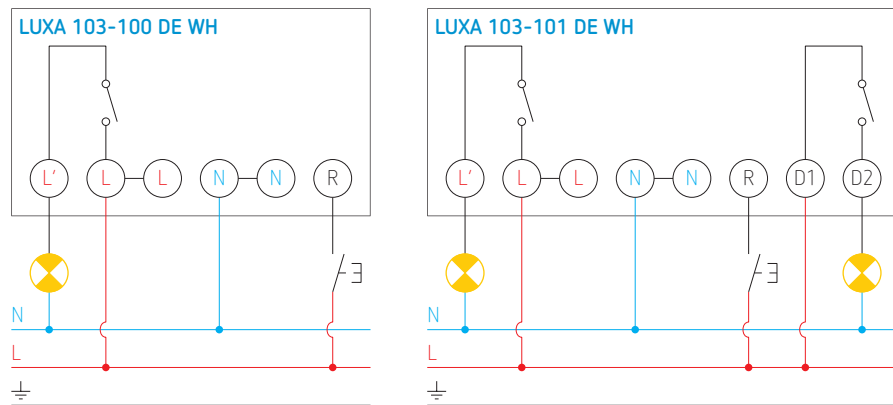 LUXA 103-100 DE WH
L' L L N N R
N
L
LUXA 103-101 DE WH
L' L L N N R D1 D2
N
L